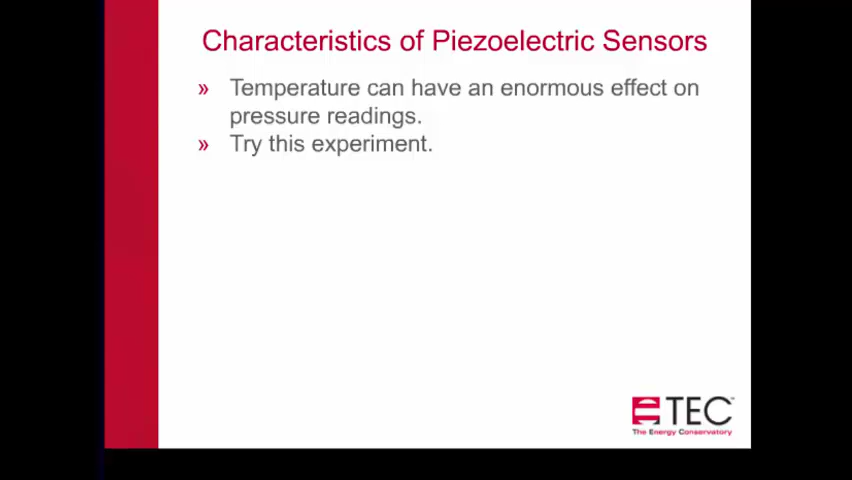 Characteristics of Piezoelectric Sensors
» Temperature can have an enormous effect on
pressure readings.
» Try this experiment.
TEC™
The Energy Conservatory